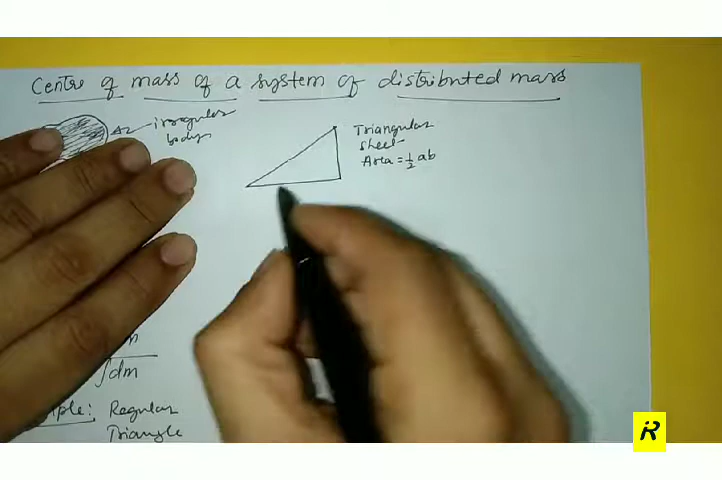 Centre of mass of a system of distributed mass
irregular
body
Triangular
sheet
Area = 1/2 ab
∫dm
Regular
Triangle
iR